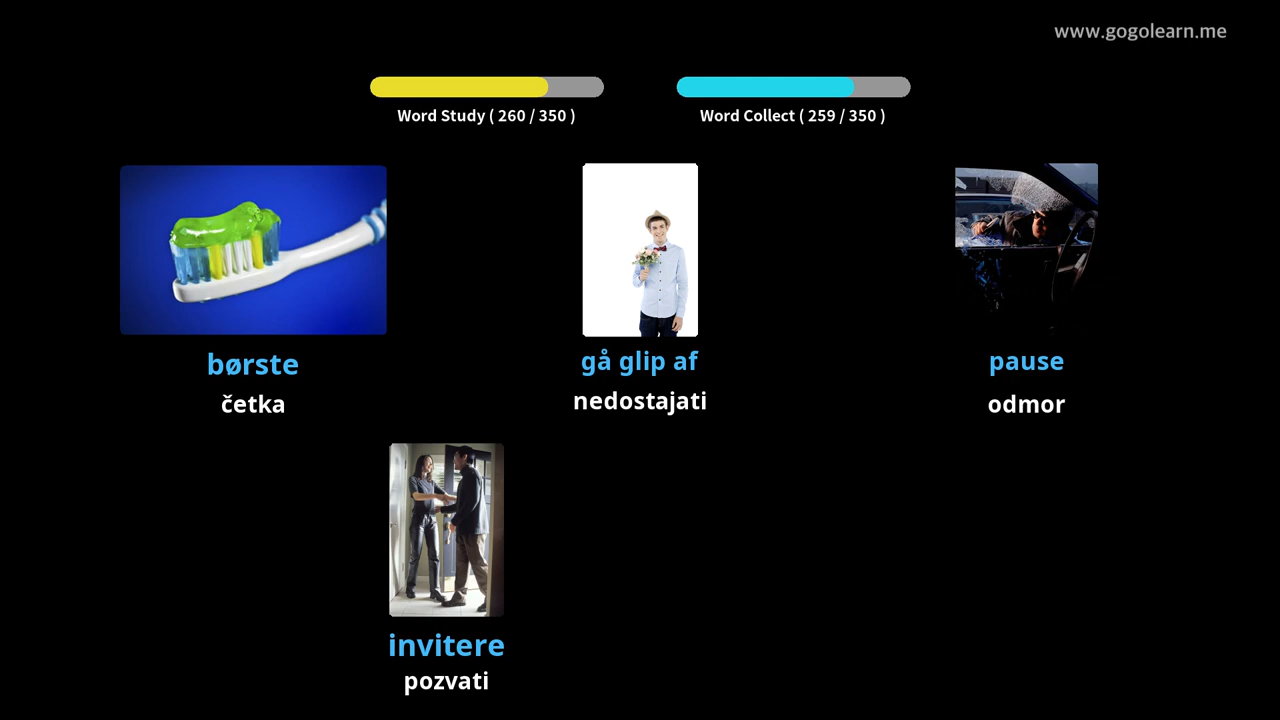 www.gogolearn.me
Word Study ( 260 / 350 )
Word Collect ( 259 / 350 )
børste
četka
gå glip af
nedostajati
pause
odmor
invitere
pozvati